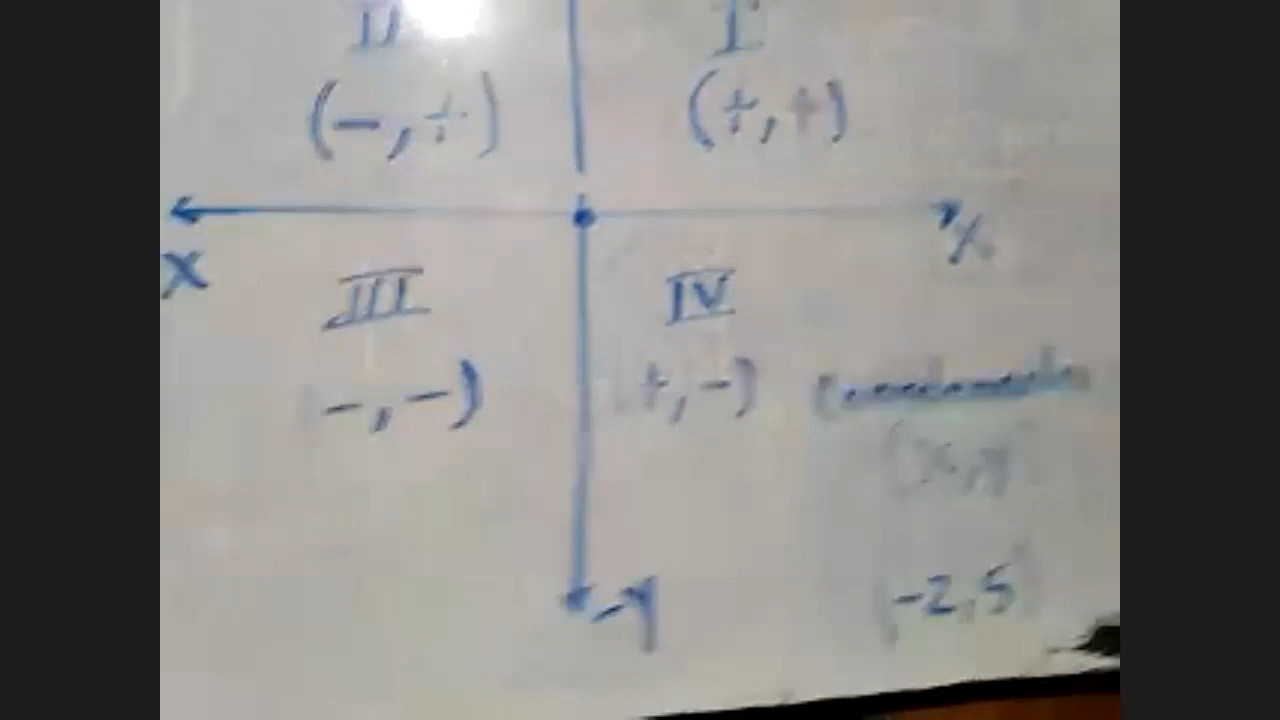 II I
(-, +) (+, +)
x x
III IV
-, -) (+, -)
(x, y)
(-2, 5)
-y